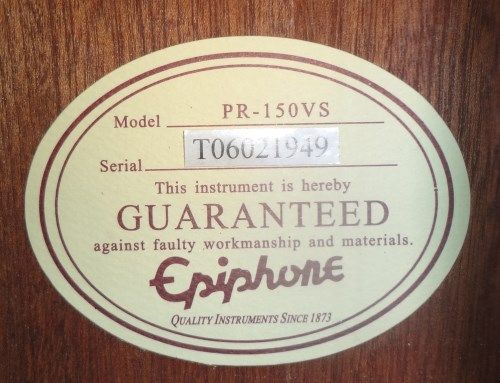 Model PR-150VS
Serial T06021949
This instrument is hereby
GUARANTEED
against faulty workmanship and materials.
Epiphone
QUALITY INSTRUMENTS SINCE 1873